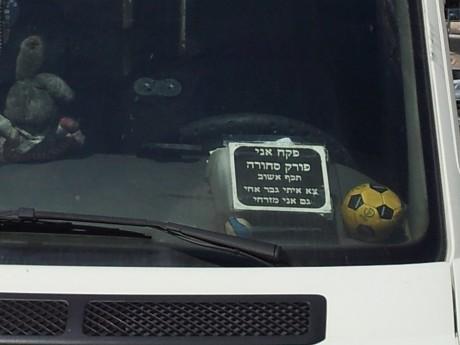 פקח אני
פורק סחורה
תכף אשוב
צא איתי גבר אחי
גם אני מזרחי